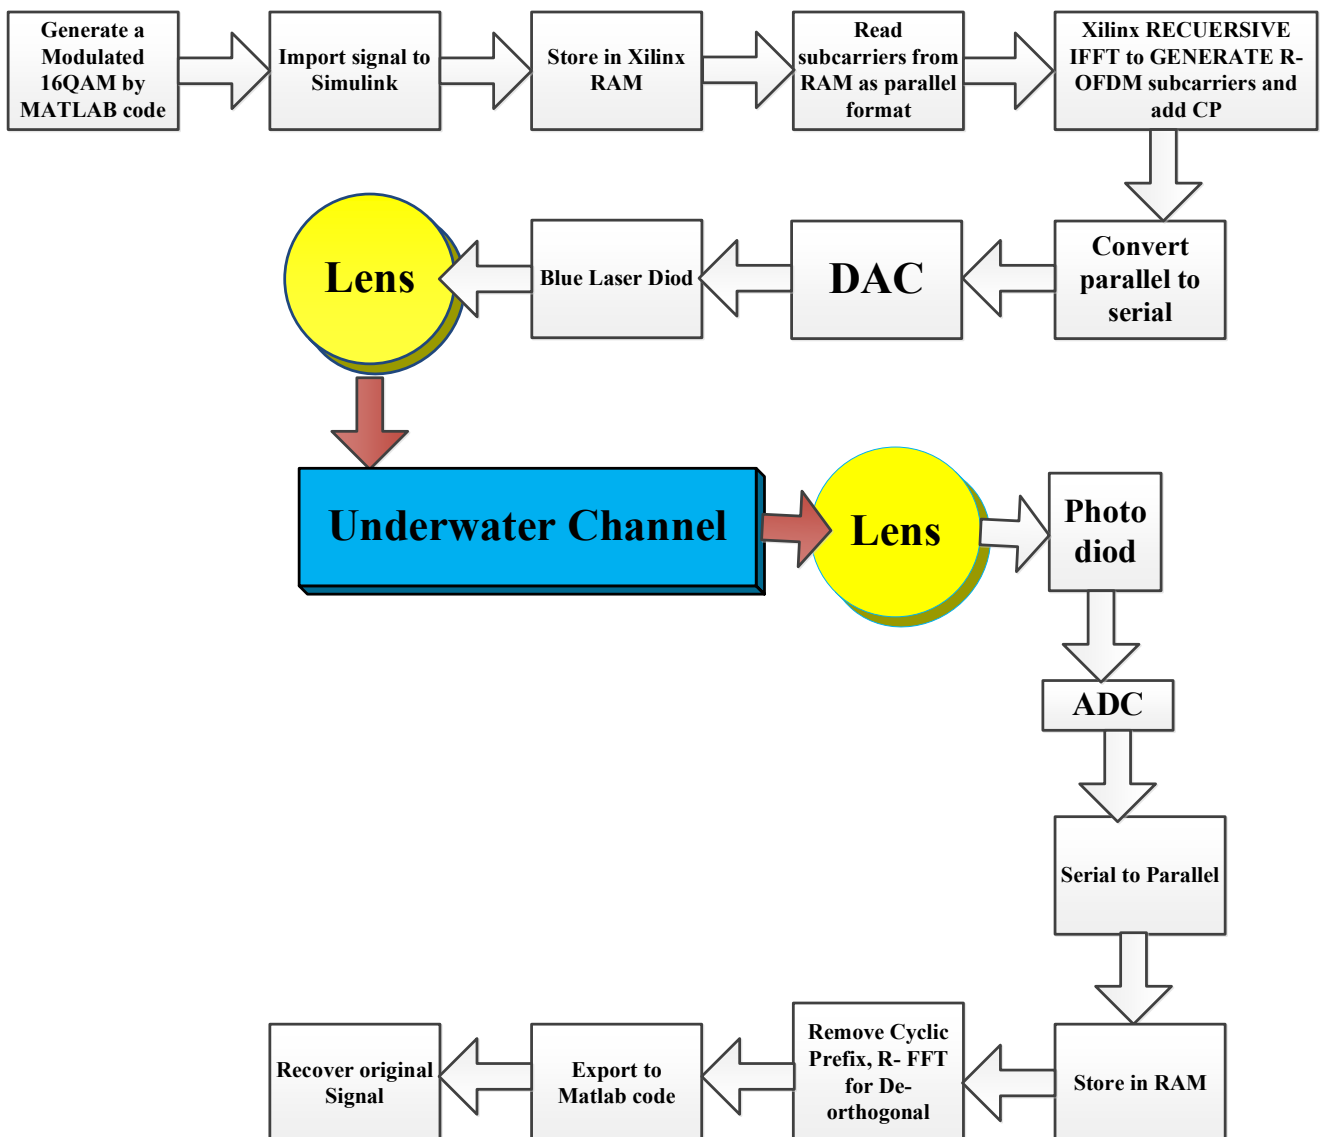 Generate a
Modulated
16QAM by
MATLAB code
Import signal to
Simulink
Store in Xilinx
RAM
Read
subcarriers from
RAM as parallel
format
Xilinx RECUERSIVE
IFFT to GENERATE R-
OFDM subcarriers and
add CP
Convert
parallel to
serial
DAC
Blue Laser Diod
Lens
Underwater Channel
Lens
Photo
diod
ADC
Serial to Parallel
Store in RAM
Remove Cyclic
Prefix, R- FFT
for De-
orthogonal
Export to
Matlab code
Recover original
Signal